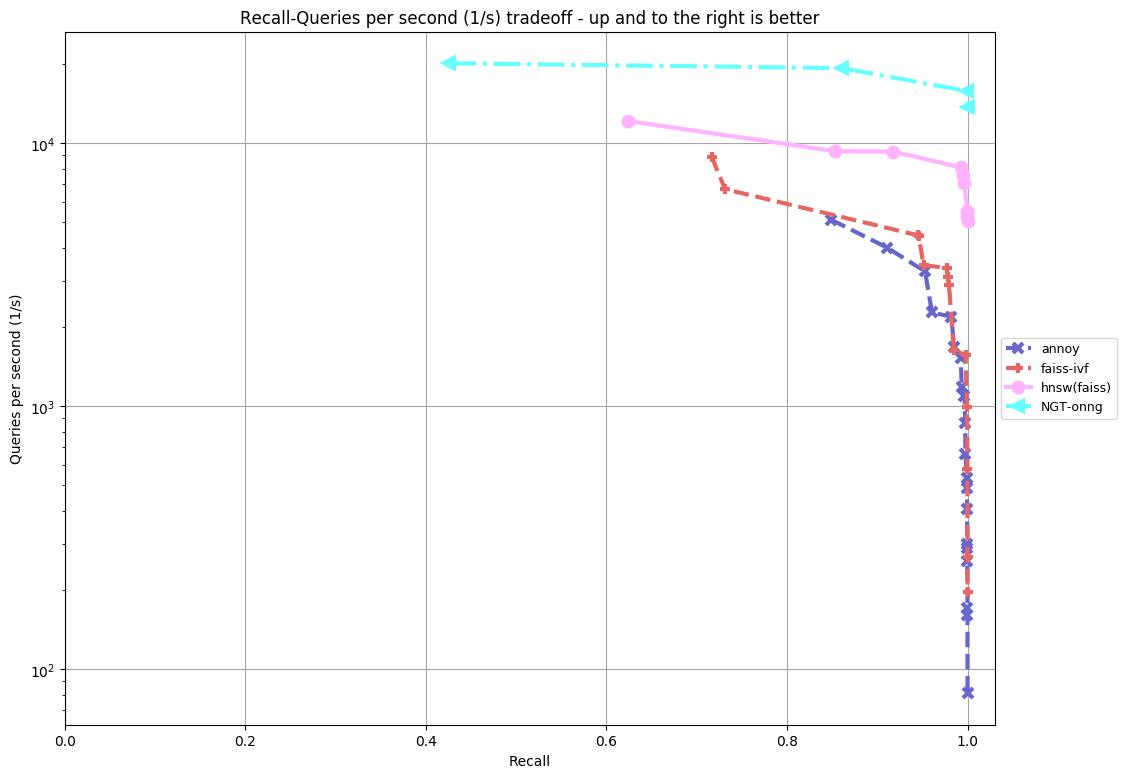 Recall-Queries per second (1/s) tradeoff - up and to the right is better
Queries per second (1/s)
10⁴
10³
10²
0.0 0.2 0.4 0.6 0.8 1.0
Recall
annoy
faiss-ivf
hnsw(faiss)
NGT-onng